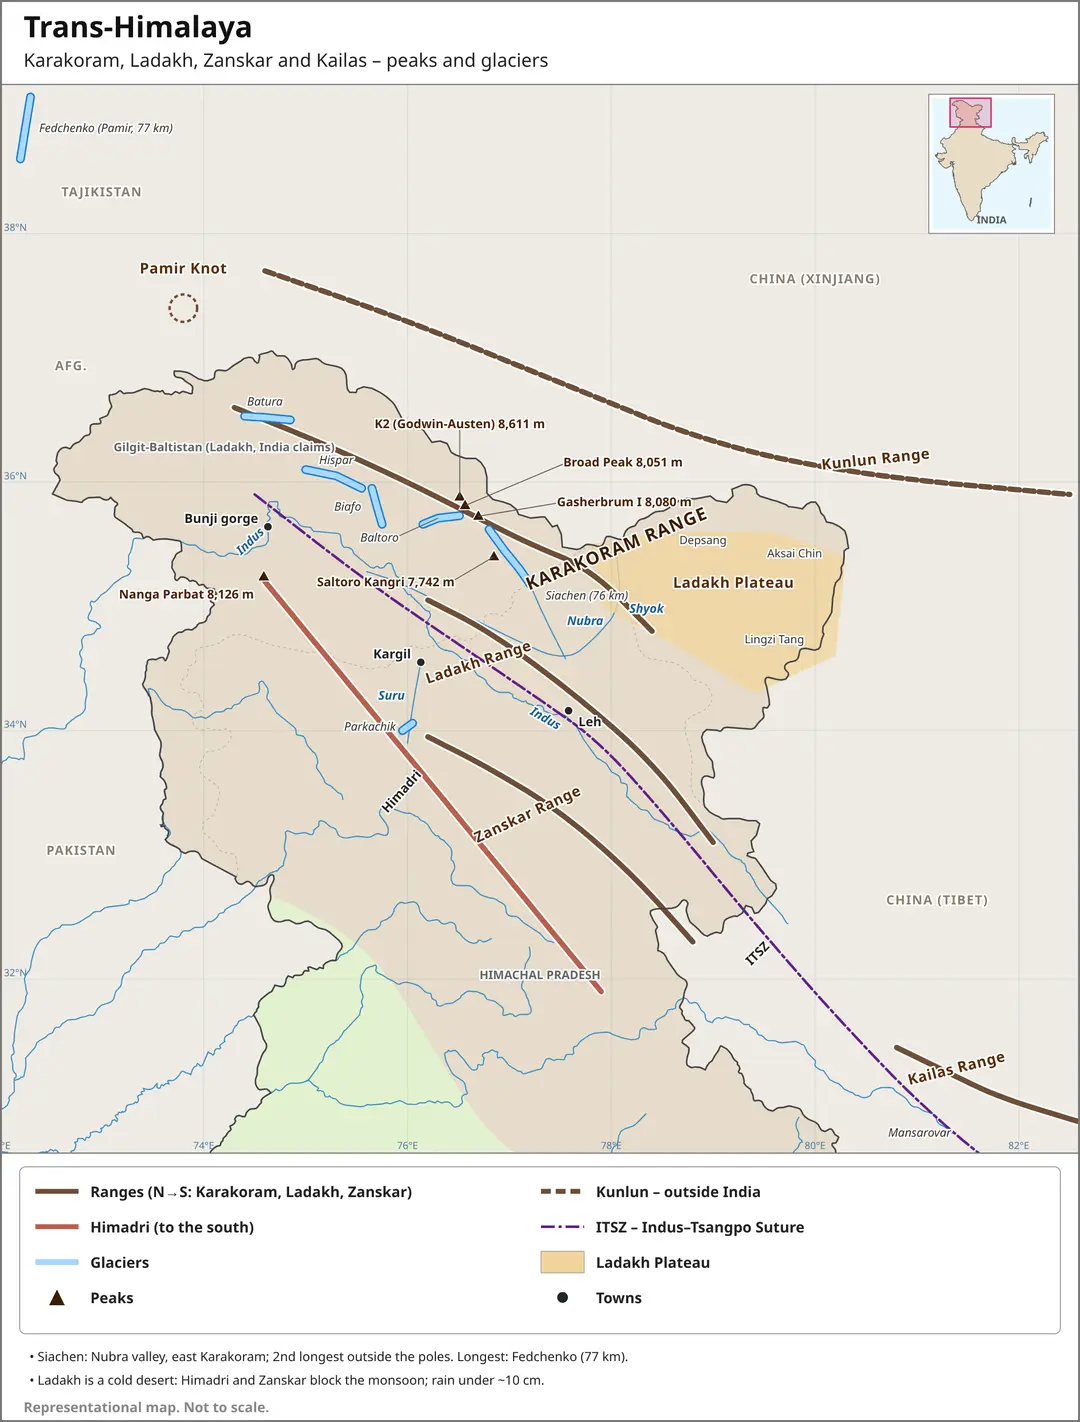 Trans-Himalaya
Karakoram, Ladakh, Zanskar and Kailas – peaks and glaciers
Fedchenko (Pamir, 77 km)
TAJIKISTAN
INDIA
38°N
Pamir Knot
CHINA (XINJIANG)
AFG.
Batura
K2 (Godwin-Austen) 8,611 m
Gilgit-Baltistan (Ladakh, India claims)
Hispar
Broad Peak 8,051 m
Kunlun Range
36°N
Gasherbrum I 8,080 m
Biafo
Bunji gorge
Indus
Baltoro
KARAKORAM RANGE
Depsang
Aksai Chin
Saltoro Kangri 7,742 m
Ladakh Plateau
Nanga Parbat 8,126 m
Siachen (76 km)
Shyok
Nubra
Lingzi Tang
Kargil
Ladakh Range
Suru
Indus
Leh
34°N
Parkachik
Himadri
Zanskar Range
PAKISTAN
CHINA (TIBET)
ITSZ
32°N
HIMACHAL PRADESH
Kailas Range
Mansarovar
°E
74°E
76°E
78°E
80°E
82°E
Ranges (N→S: Karakoram, Ladakh, Zanskar)
Kunlun – outside India
Himadri (to the south)
ITSZ – Indus–Tsangpo Suture
Glaciers
Ladakh Plateau
Peaks
Towns
• Siachen: Nubra valley, east Karakoram; 2nd longest outside the poles. Longest: Fedchenko (77 km).
• Ladakh is a cold desert: Himadri and Zanskar block the monsoon; rain under ~10 cm.
Representational map. Not to scale.